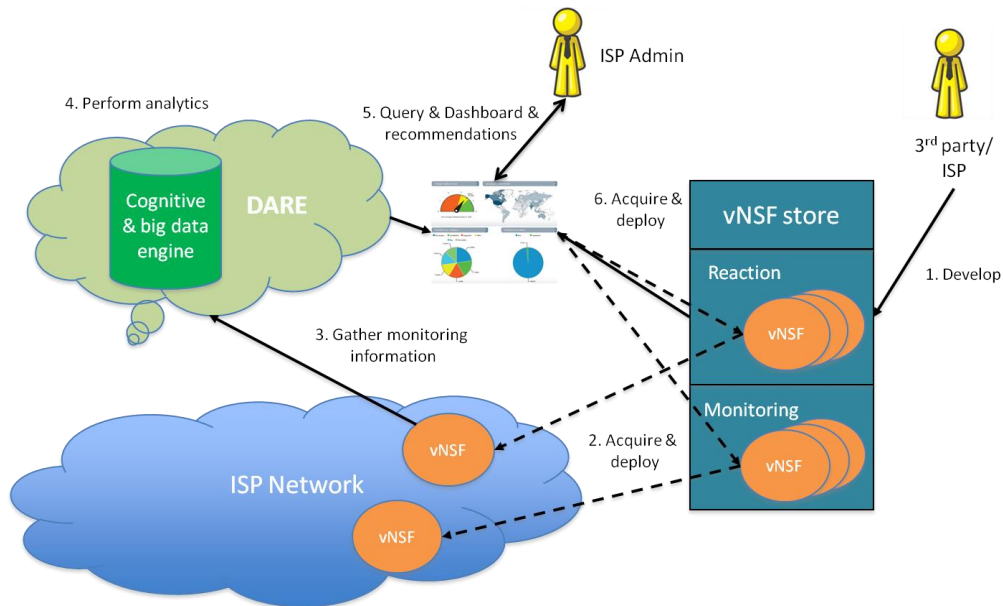 ISP Admin
4. Perform analytics
5. Query & Dashboard &
recommendations
3rd party/
ISP
Cognitive
& big data
engine
DARE
6. Acquire &
deploy
vNSF store
Reaction
1. Develop
vNSF
3. Gather monitoring
information
Monitoring
vNSF
2. Acquire &
deploy
vNSF
ISP Network
vNSF